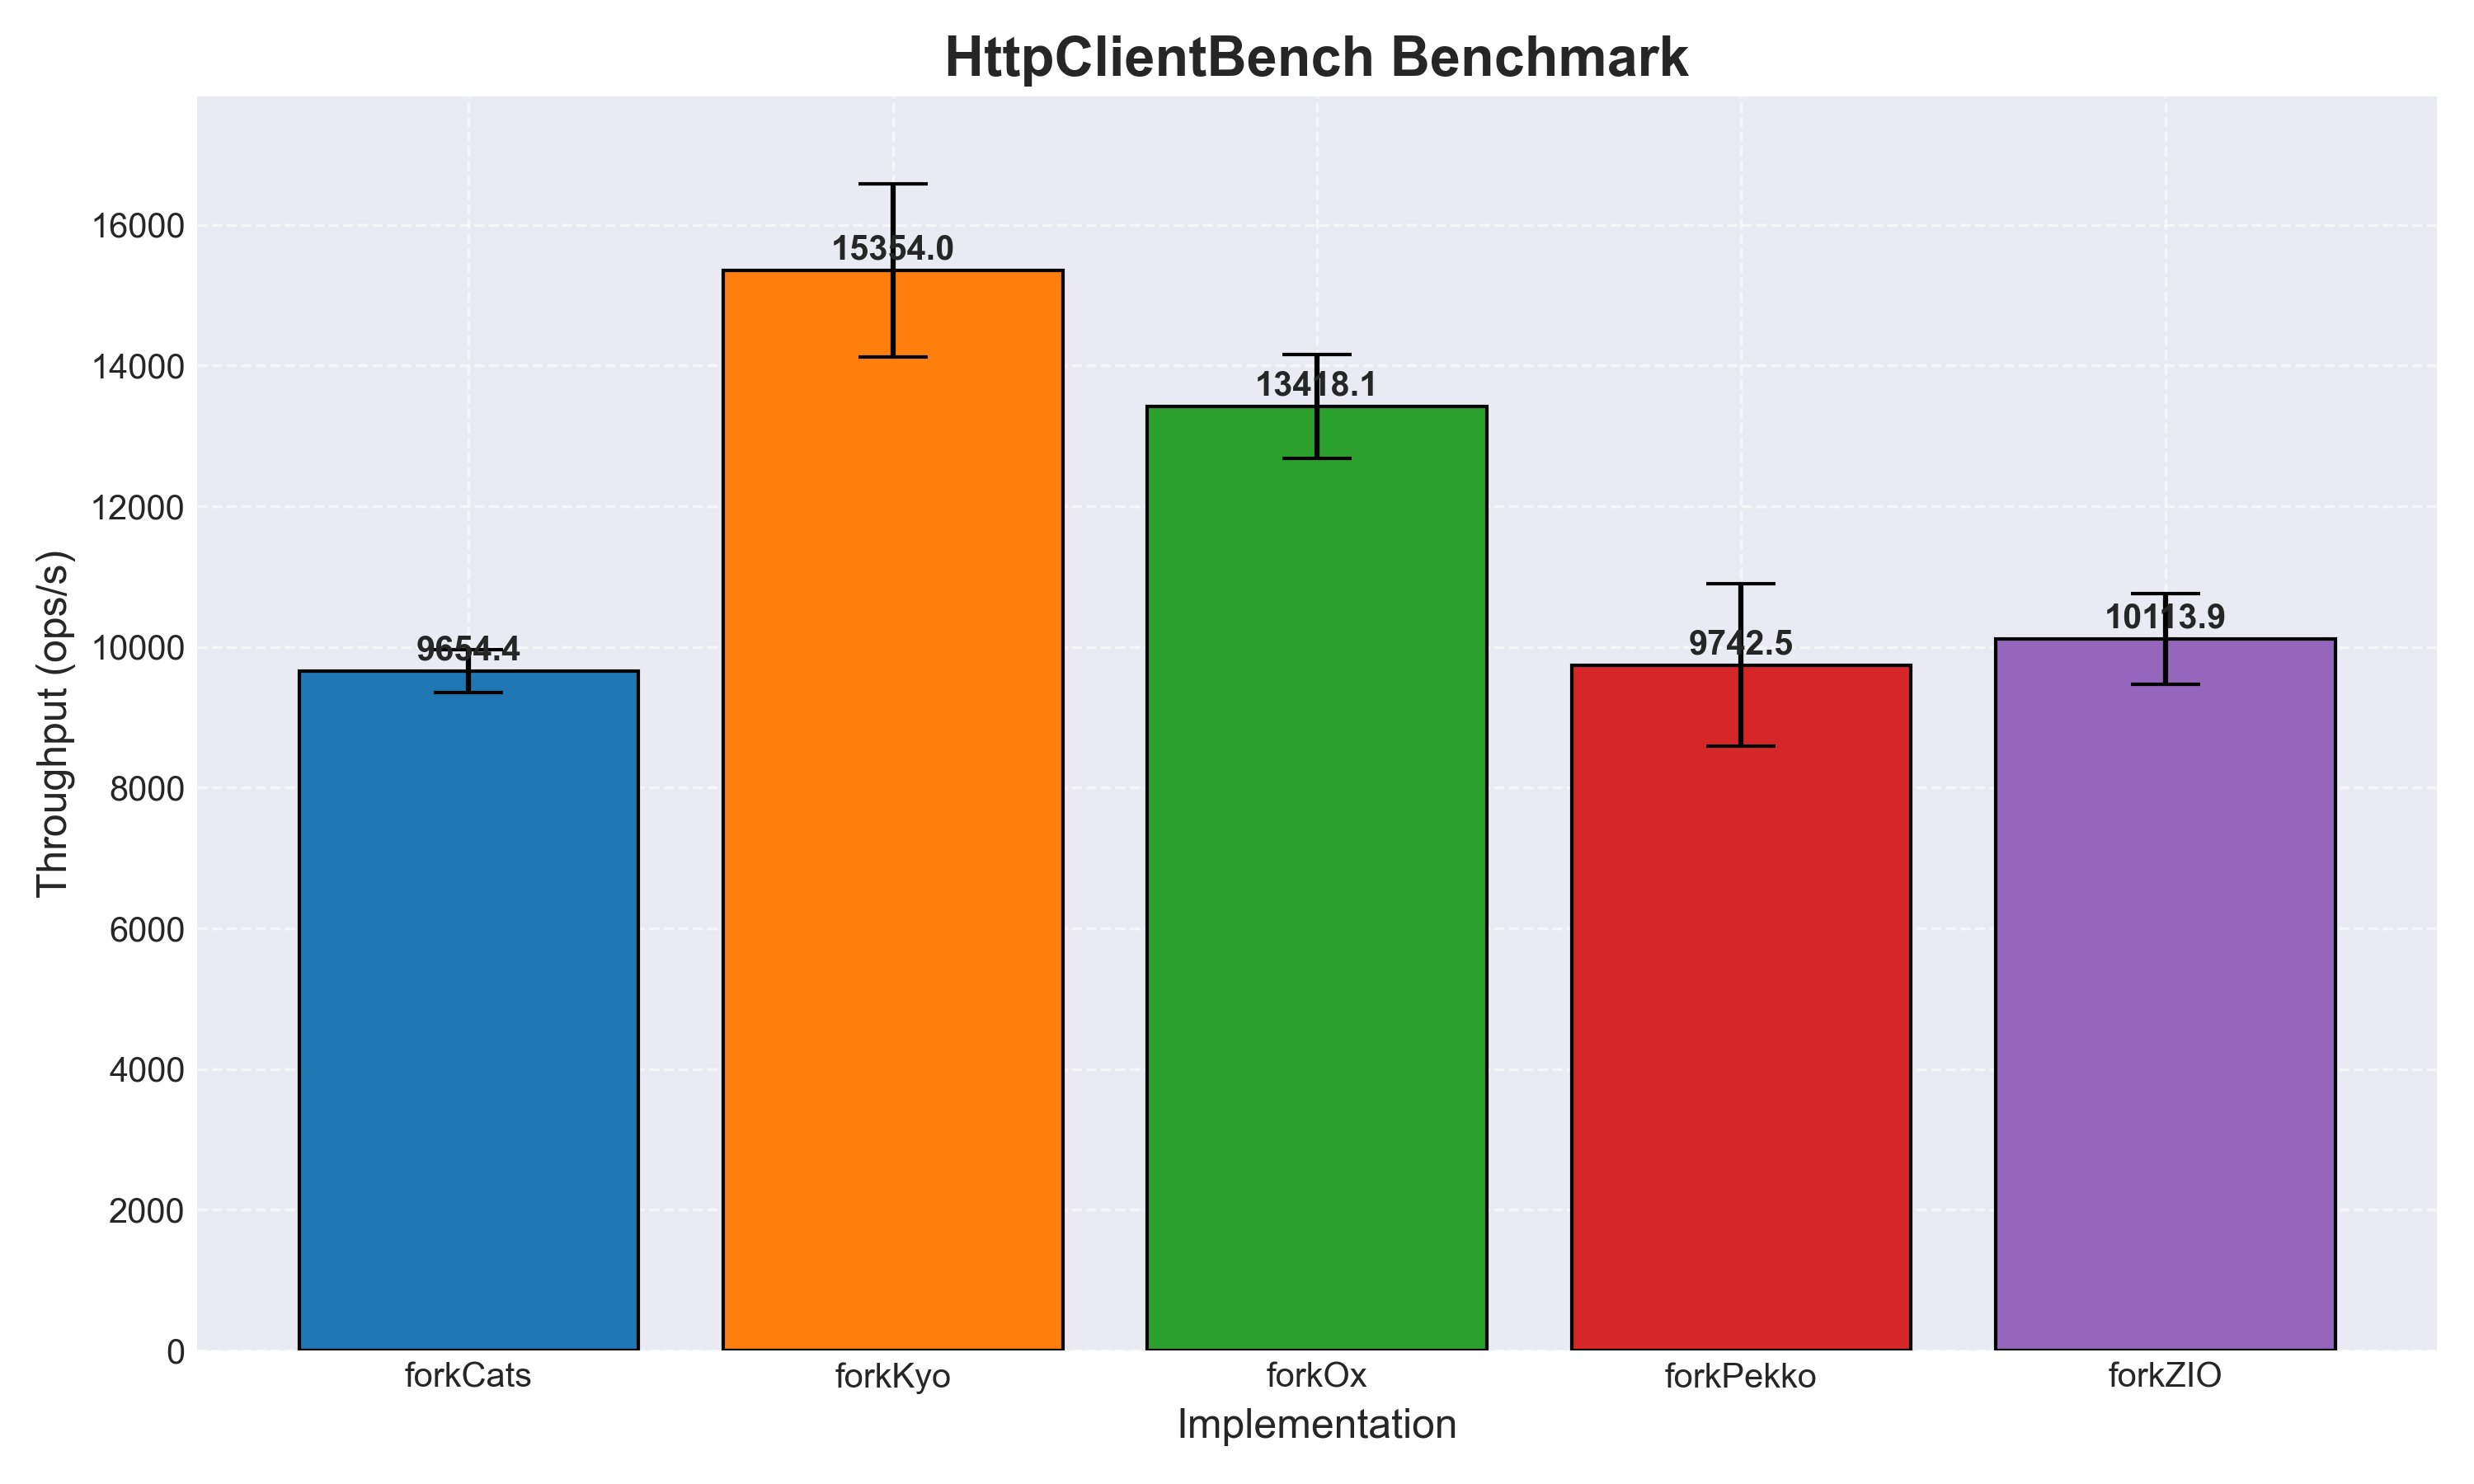 HttpClientBench Benchmark
Throughput (ops/s)
16000
14000
12000
10000
8000
6000
4000
2000
0
9654.4
15354.0
13418.1
9742.5
10113.9
forkCats
forkKyo
forkOx
forkPekko
forkZIO
Implementation